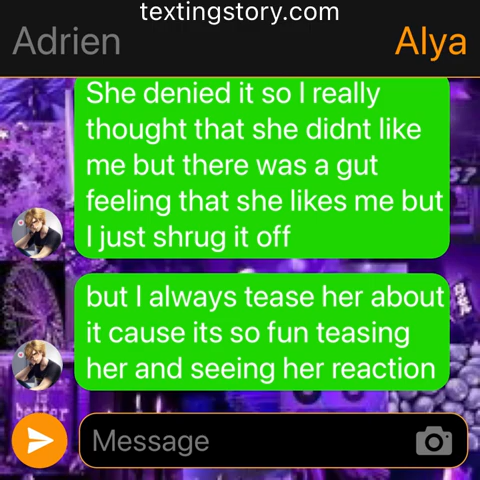 textingstory.com
Adrien
Alya
She denied it so I really
thought that she didnt like
me but there was a gut
feeling that she likes me but
I just shrug it off
but I always tease her about
it cause its so fun teasing
her and seeing her reaction
Message